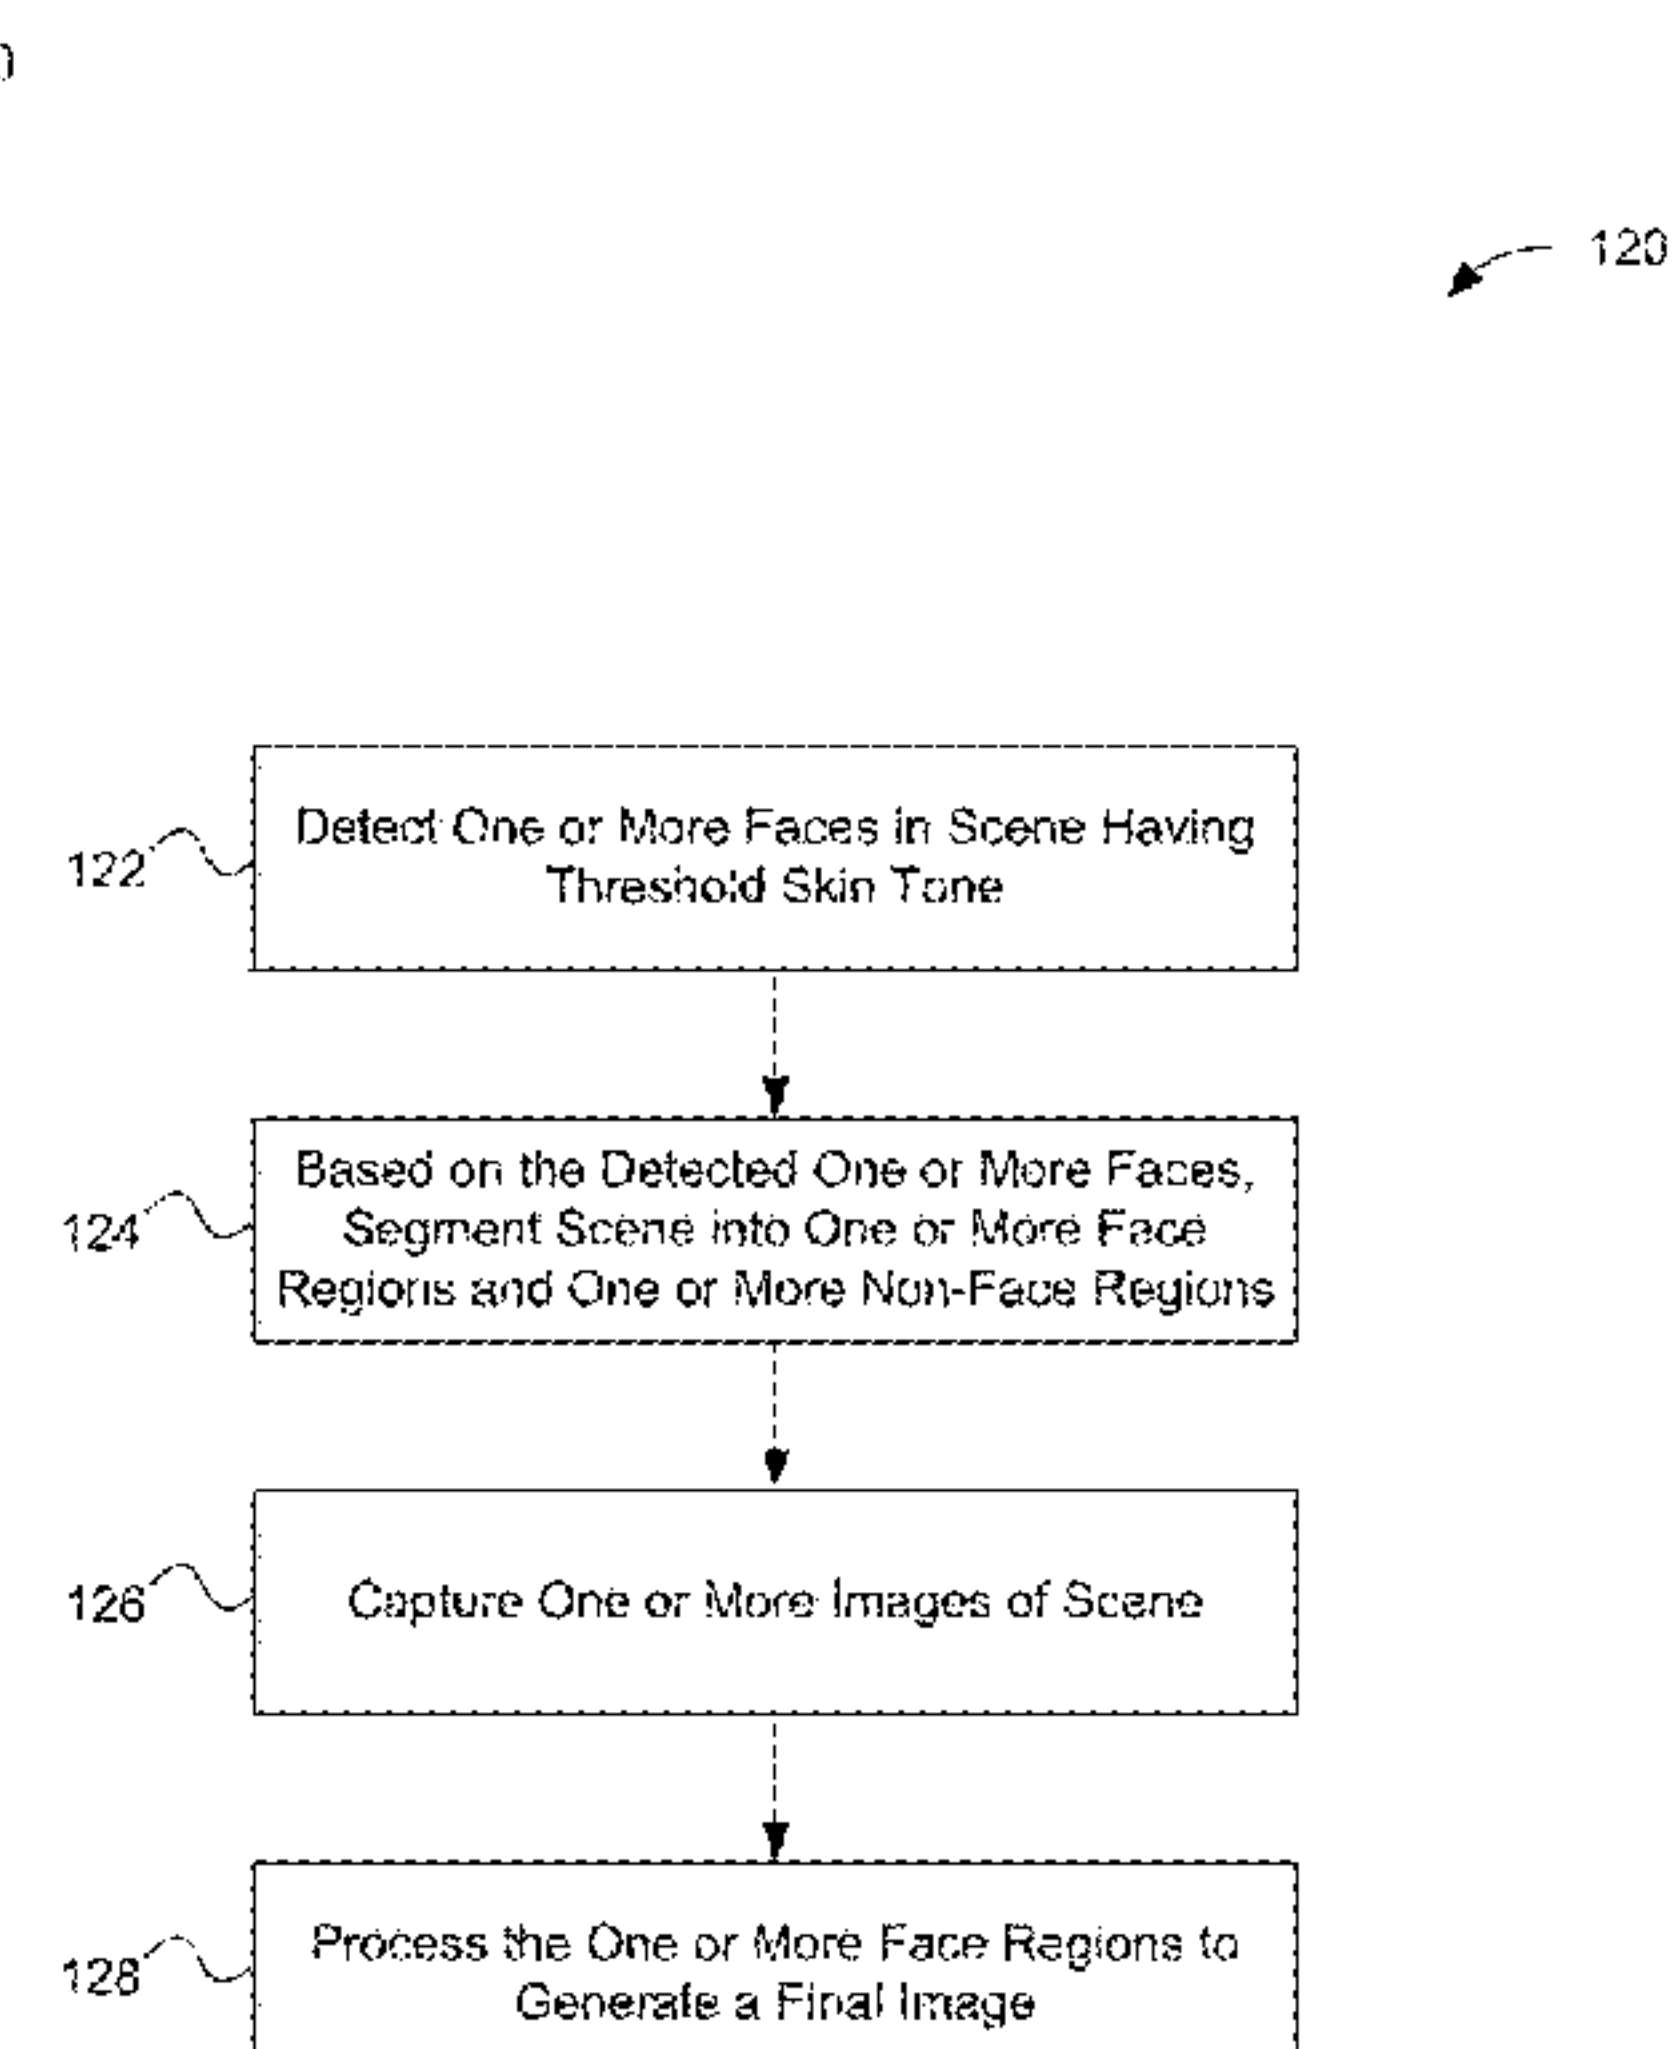 120
122
Detect One or More Faces in Scene Having
Threshold Skin Tone
124
Based on the Detected One or More Faces,
Segment Scene into One or More Face
Regions and One or More Non-Face Regions
126
Capture One or More Images of Scene
128
Process the One or More Face Regions to
Generate a Final Image